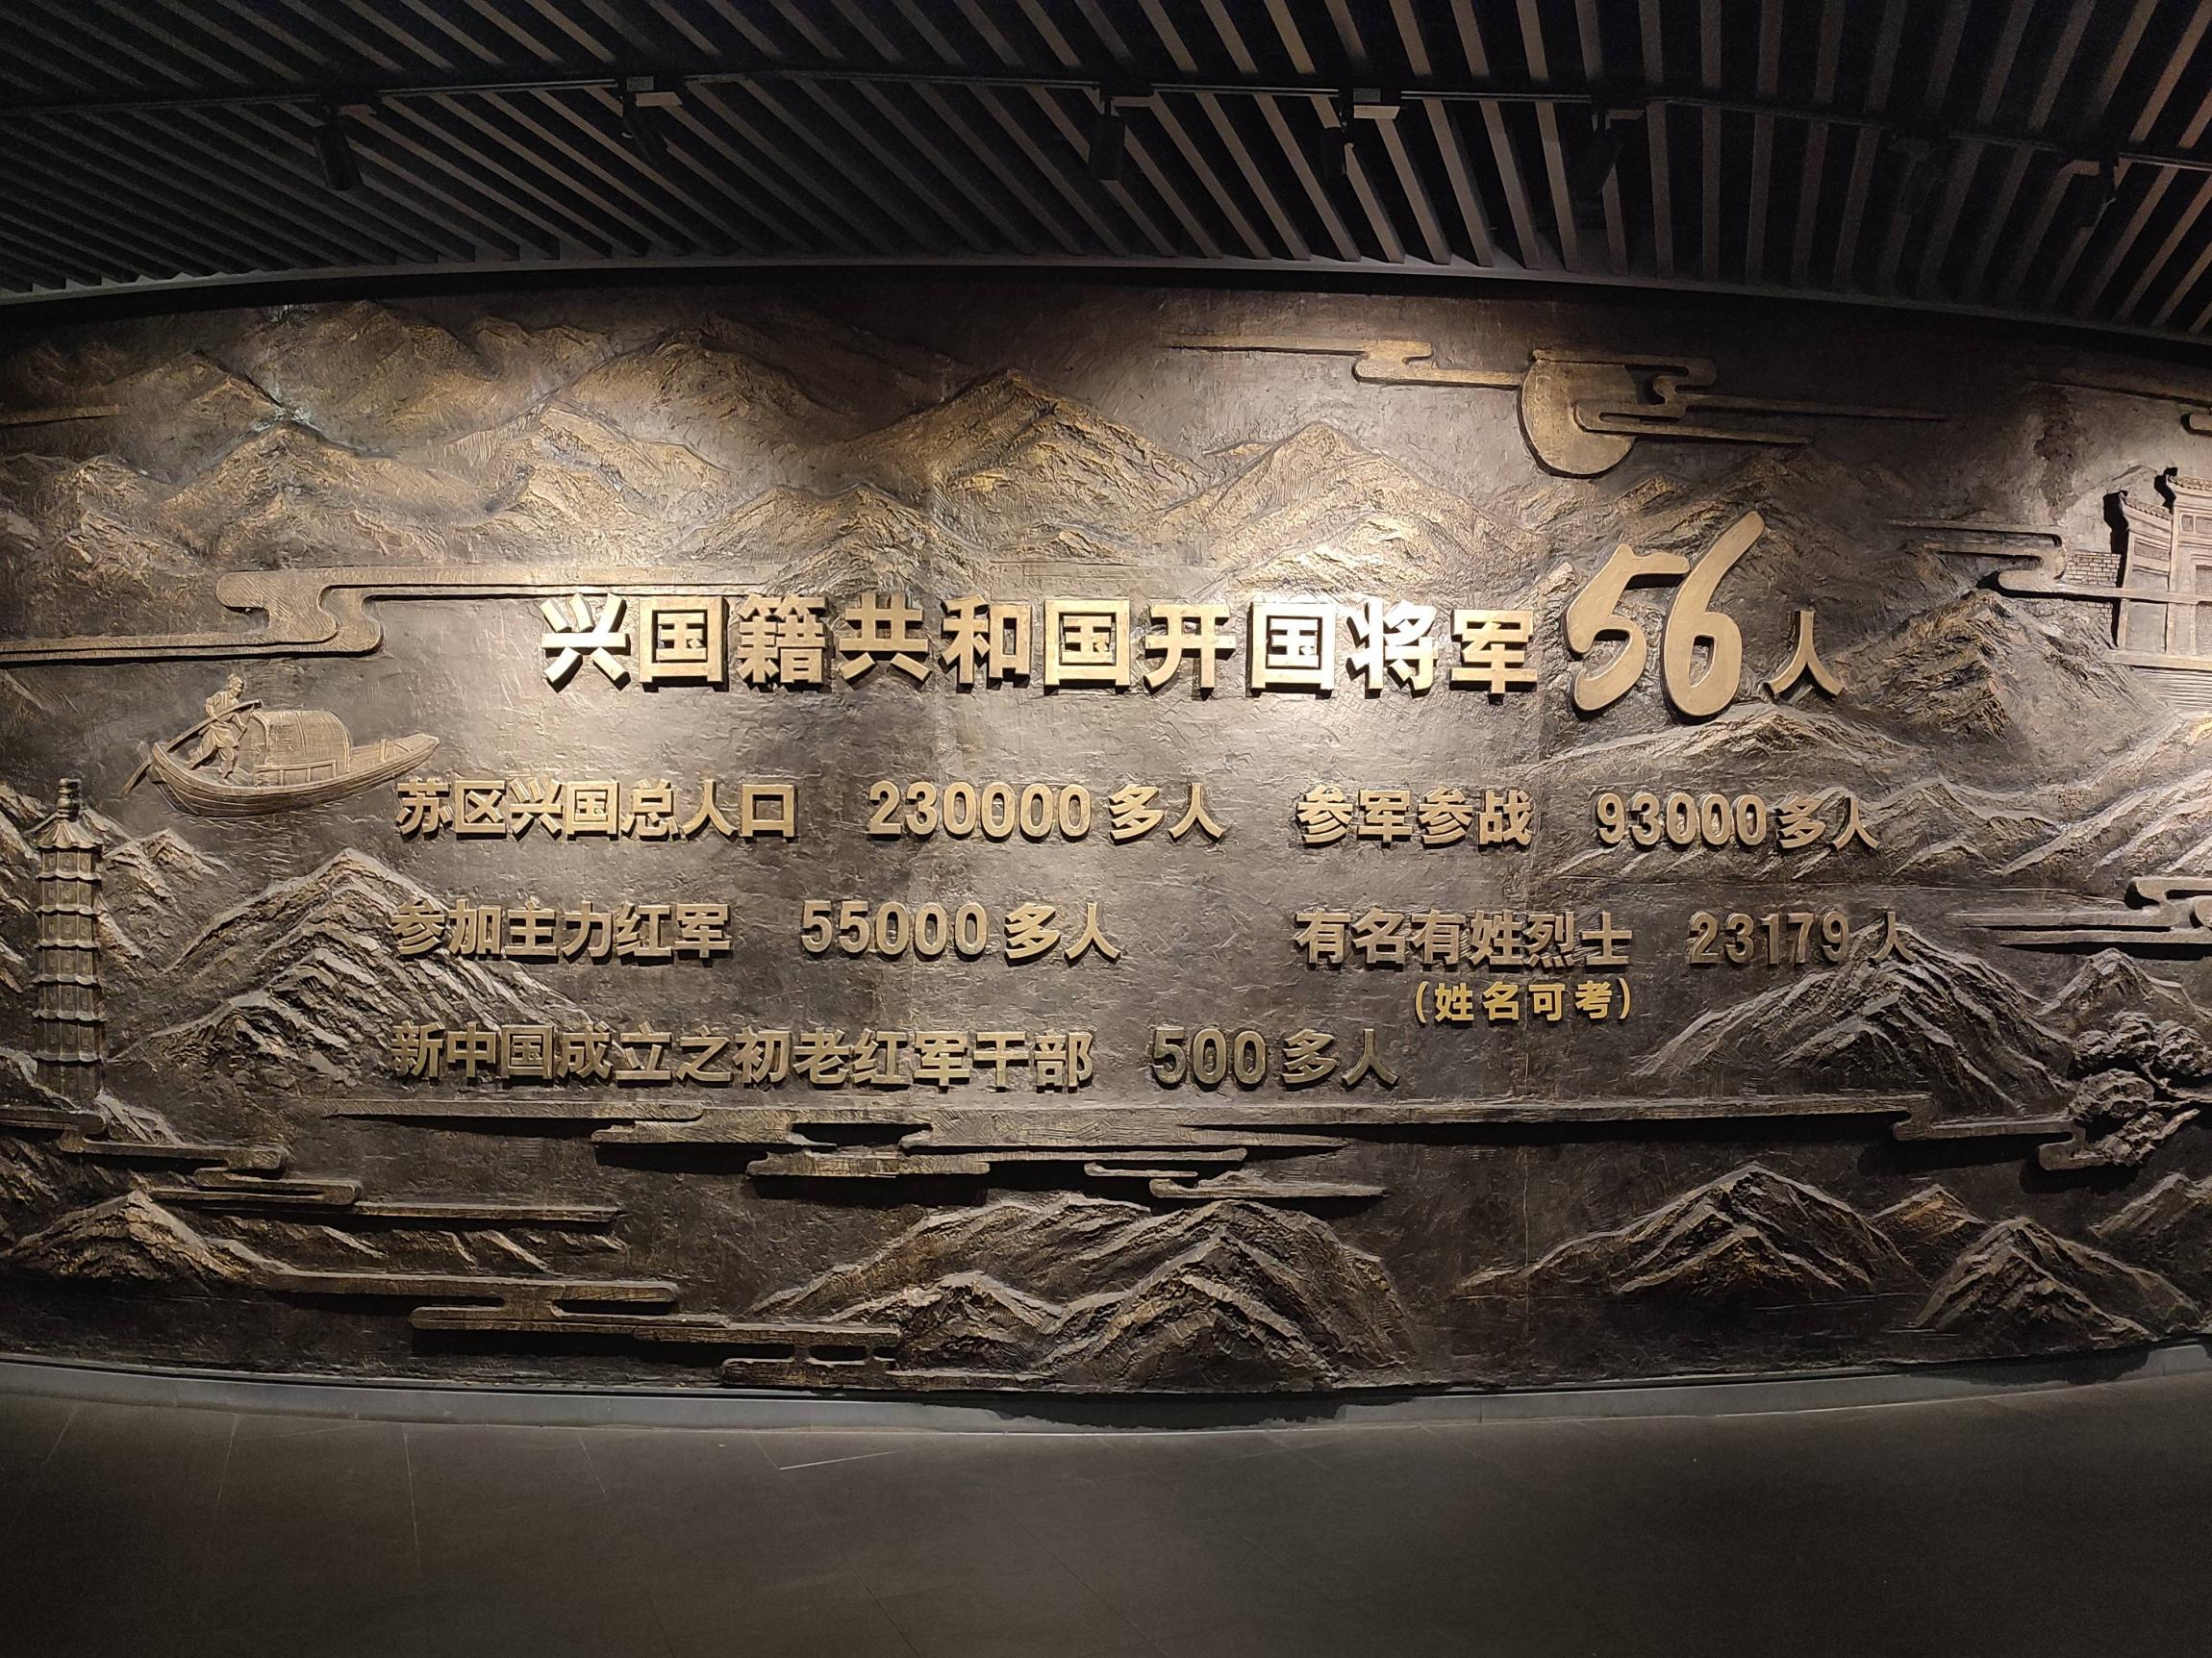 兴国籍共和国开国将军56人
苏区兴国总人口 230000多人 参军参战 93000多人
参加主力红军 55000多人 有名有姓烈士 23179人
(姓名可考)
新中国成立之初老红军干部 500多人